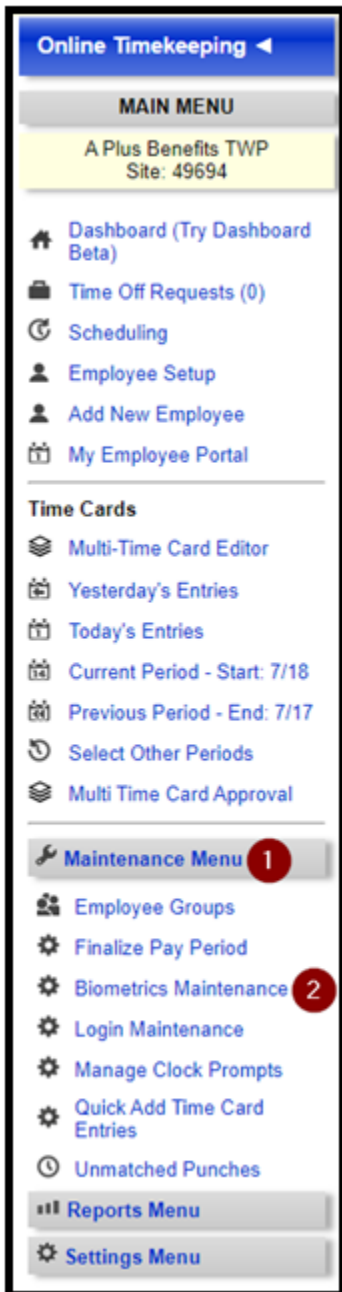 Online Timekeeping ◄
MAIN MENU
A Plus Benefits TWP
Site: 49694
Dashboard (Try Dashboard
Beta)
Time Off Requests (0)
Scheduling
Employee Setup
Add New Employee
My Employee Portal
Time Cards
Multi-Time Card Editor
Yesterday's Entries
Today's Entries
Current Period - Start: 7/18
Previous Period - End: 7/17
Select Other Periods
Multi Time Card Approval
Maintenance Menu 1
Employee Groups
Finalize Pay Period
Biometrics Maintenance 2
Login Maintenance
Manage Clock Prompts
Quick Add Time Card
Entries
Unmatched Punches
Reports Menu
Settings Menu